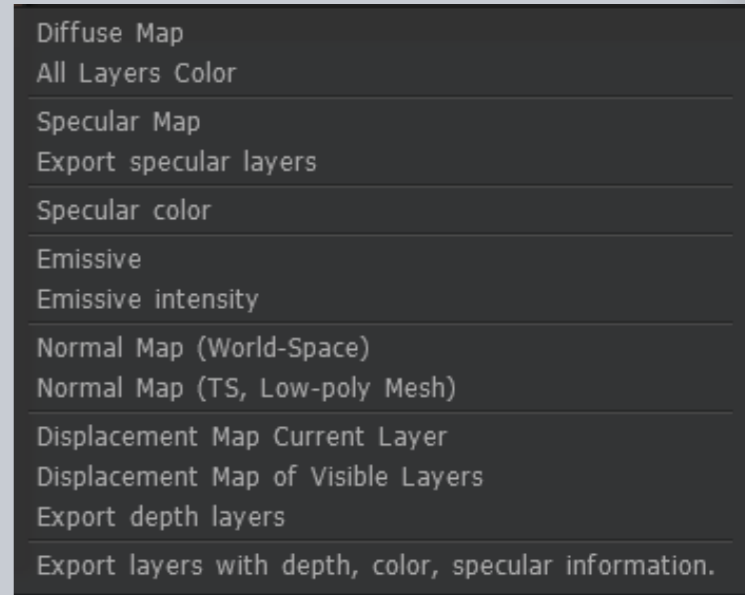 Diffuse Map
All Layers Color
Specular Map
Export specular layers
Specular color
Emissive
Emissive intensity
Normal Map (World-Space)
Normal Map (TS, Low-poly Mesh)
Displacement Map Current Layer
Displacement Map of Visible Layers
Export depth layers
Export layers with depth, color, specular information.